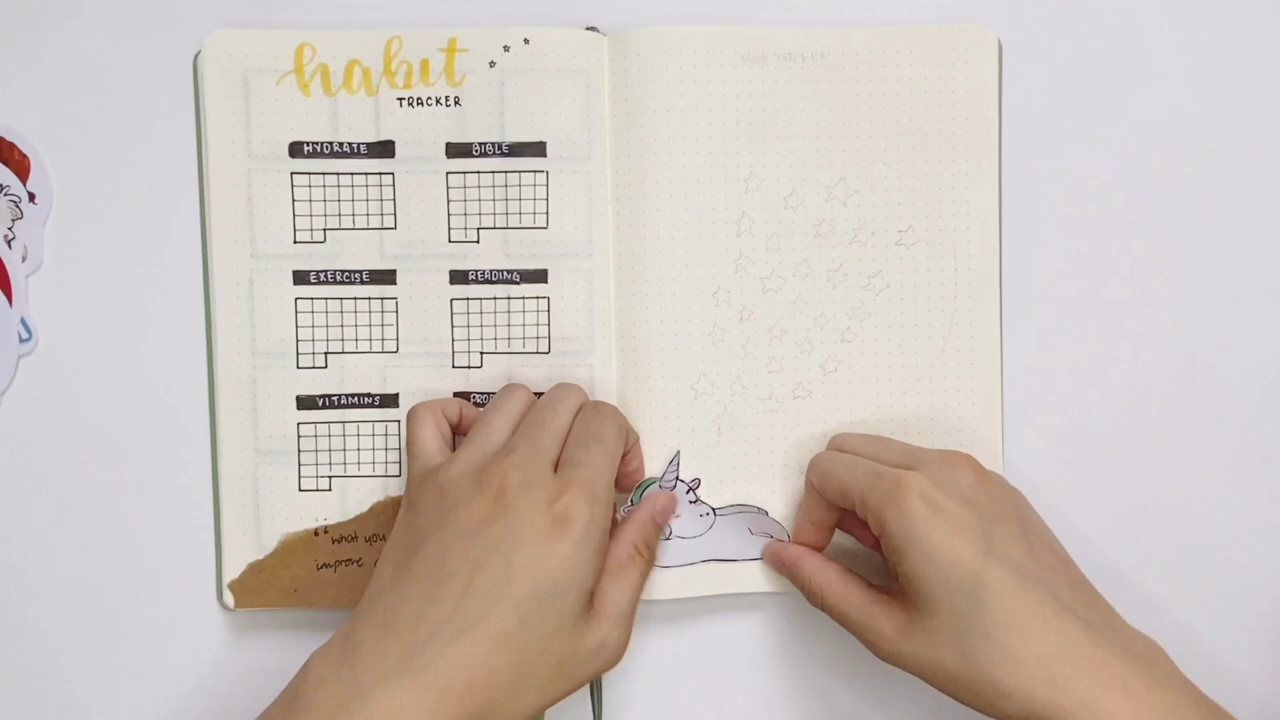 habit
TRACKER
HYDRATE
BIBLE
EXERCISE
READING
VITAMINS
“ what you
improve